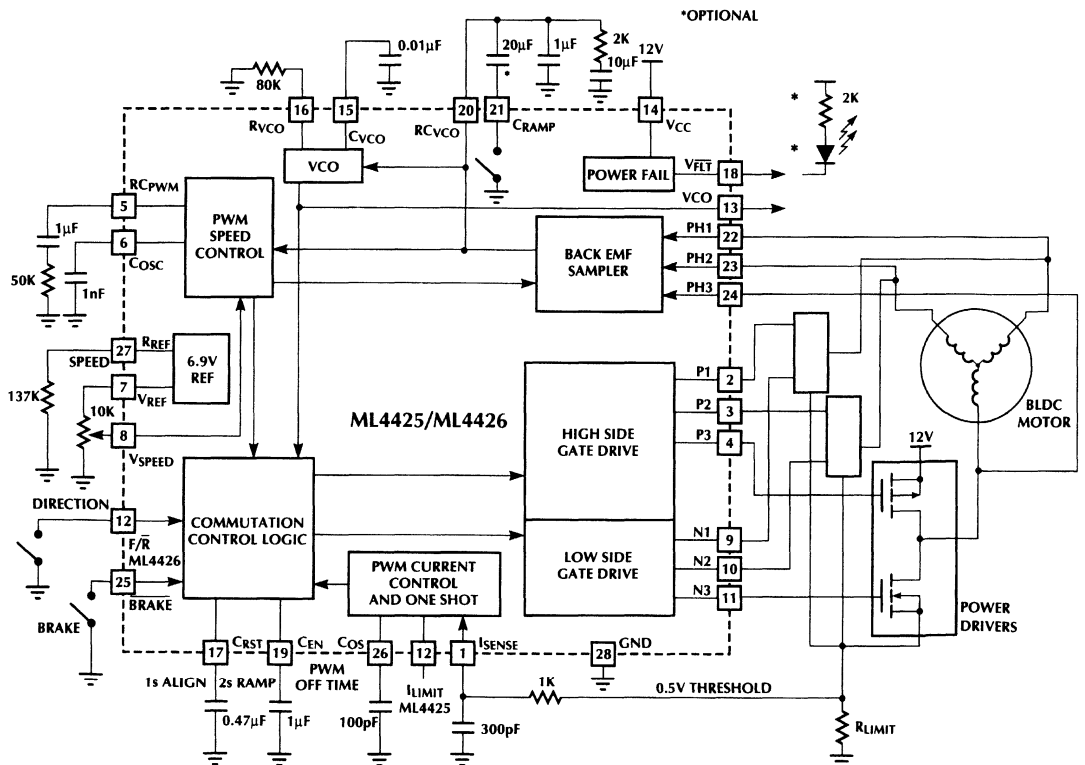 *OPTIONAL
0.01µF
80K
20µF
*
1µF
2K
10µF
12V
*
2K
*
16
15
20
21
14
RVCO
CVCO
RCVCO
CRAMP
VCC
VCO
POWER FAIL
VFLT
18
VCO
13
RCPWM
5
1µF
6
COSC
50K
1nF
PWM
SPEED
CONTROL
BACK EMF
SAMPLER
PH1
22
PH2
23
PH3
24
SPEED
27
RREF
6.9V
REF
137K
7
VREF
10K
8
VSPEED
ML4425/ML4426
HIGH SIDE
GATE DRIVE
P1
2
P2
3
P3
4
BLDC
MOTOR
12V
DIRECTION
12
F/R
ML4426
COMMUTATION
CONTROL LOGIC
25
BRAKE
BRAKE
PWM CURRENT
CONTROL
AND ONE SHOT
LOW SIDE
GATE DRIVE
N1
9
N2
10
N3
11
POWER
DRIVERS
CRST
CEN
COS
ISENSE
GND
17
19
26
12
1
28
1s ALIGN
2s RAMP
PWM
OFF TIME
ILIMIT
ML4425
1K
0.5V THRESHOLD
0.47µF
1µF
100pF
300pF
RLIMIT